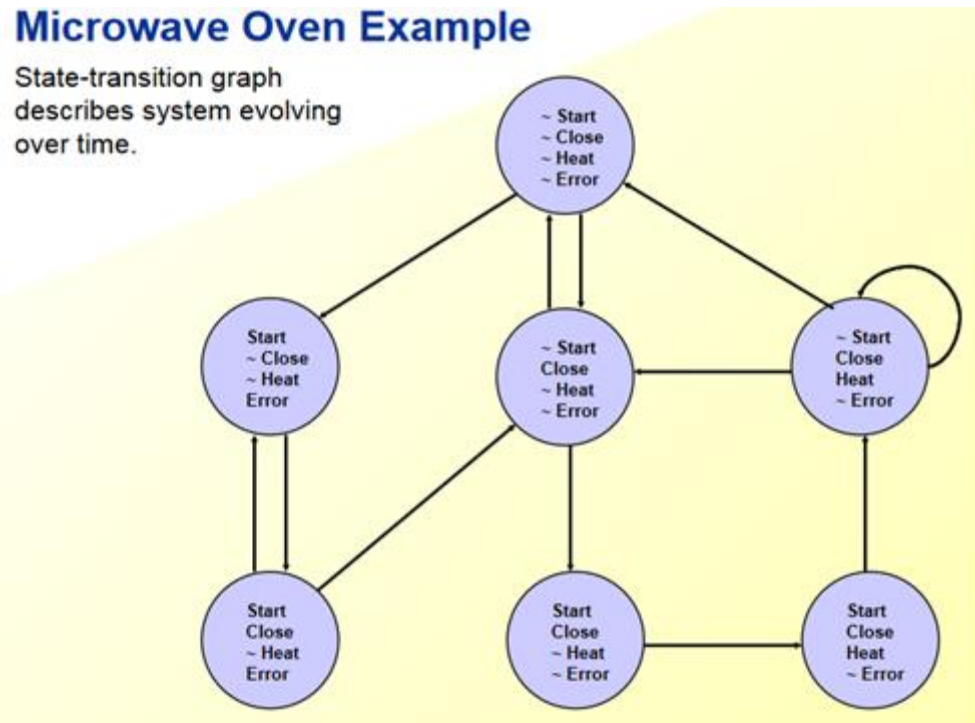 Microwave Oven Example
State-transition graph
describes system evolving
over time.
~ Start
~ Close
~ Heat
~ Error
Start
~ Close
~ Heat
Error
~ Start
Close
~ Heat
~ Error
~ Start
Close
Heat
~ Error
Start
Close
~ Heat
Error
Start
Close
~ Heat
~ Error
Start
Close
Heat
~ Error